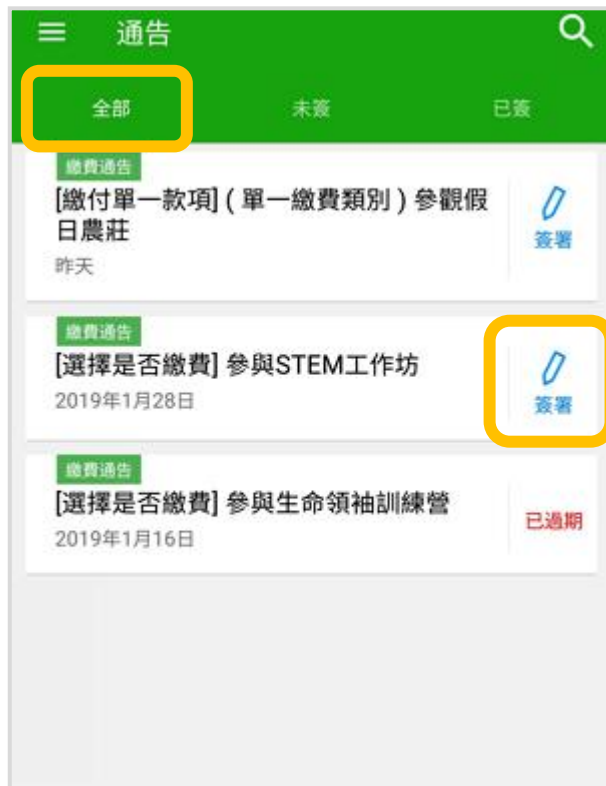 通告
全部 未簽 已簽
繳費通告
[繳付單一款項] ( 單一繳費類別 ) 參觀假
日農莊
昨天
簽署
繳費通告
[選擇是否繳費] 參與STEM工作坊
2019年1月28日
簽署
繳費通告
[選擇是否繳費] 參與生命領袖訓練營
2019年1月16日
已過期